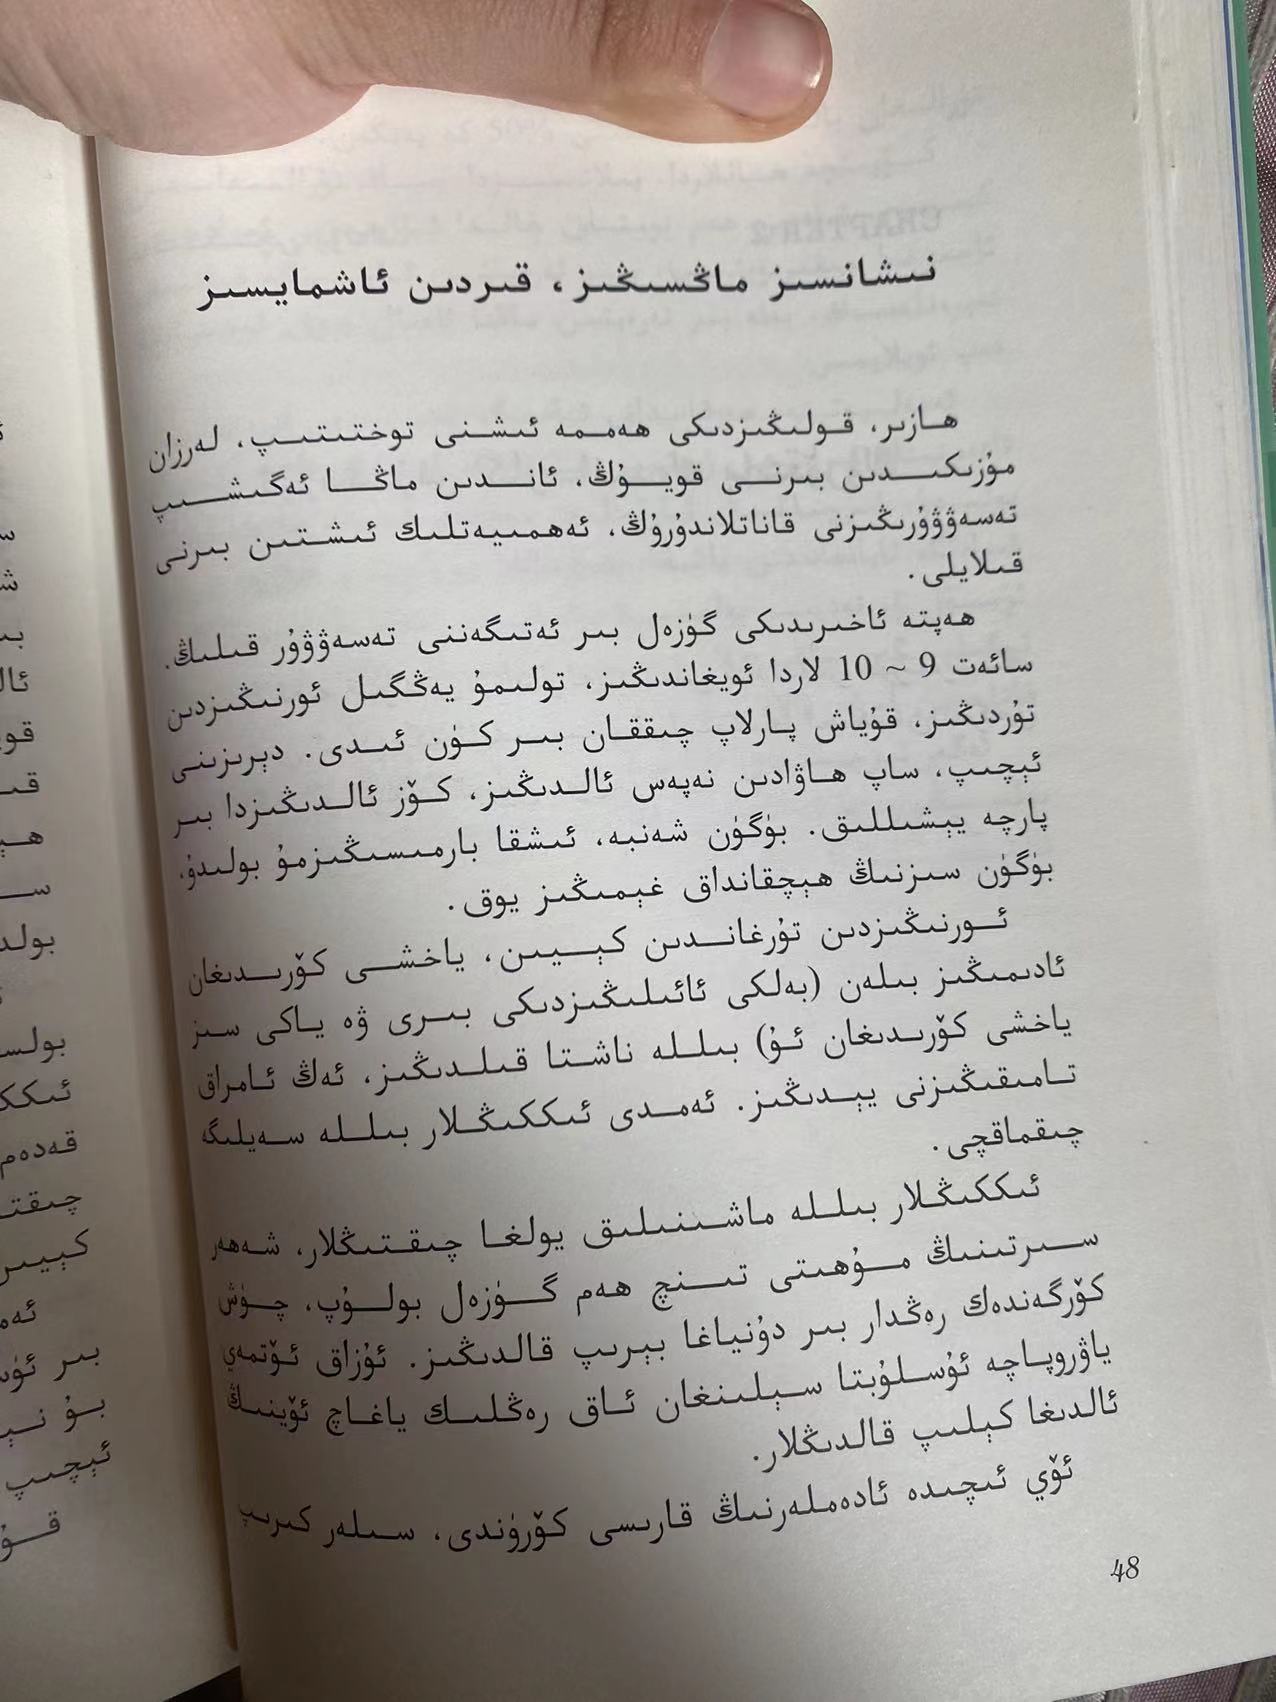 نىشانسىز ماڭسىڭىز، قىردىن ئاشمايسىز
ھازىر، قولىڭىزدىكى ھەممە ئىشنى توختىتىپ، لەرزان
مۇزىكىدىن بىرنى قويۇڭ، ئاندىن ماڭا ئەگىشىپ
تەسەۋۋۇرىڭىزنى قاناتلاندۇرۇڭ، ئەھمىيەتلىك ئىشتىن بىرنى
قىلايلى.
ھەپتە ئاخىرىدىكى گۈزەل بىر ئەتىگەننى تەسەۋۋۇر قىلىڭ.
سائەت 9 ~ 10 لاردا ئويغاندىڭىز، تولىمۇ يەڭگىل ئورنىڭىزدىن
تۇردىڭىز، قۇياش پارلاپ چىققان بىر كۈن ئىدى. دېرىزىنى
ئېچىپ، ساپ ھاۋادىن نەپەس ئالدىڭىز، كۆز ئالدىڭىزدا بىر
پارچە يېشىللىق. بۈگۈن شەنبە، ئىشقا بارمىسىڭىزمۇ بولىدۇ،
بۈگۈن سىزنىڭ ھېچقانداق غېمىڭىز يوق.
ئورنىڭىزدىن تۇرغاندىن كېيىن، ياخشى كۆرىدىغان
ئادىمىڭىز بىلەن (بەلكى ئائىلىڭىزدىكى بىرى ۋە ياكى سىز
ياخشى كۆرىدىغان ئۇ) بىللە ناشتا قىلدىڭىز، ئەڭ ئامراق
تامىقىڭىزنى يېدىڭىز. ئەمدى ئىككىڭلار بىللە سەيلىگە
چىقماقچى.
ئىككىڭلار بىللە ماشىنىلىق يولغا چىقتىڭلار، شەھەر
سىرتىنىڭ مۇھىتى تىنچ ھەم گۈزەل بولۇپ، چۈش
كۆرگەندەك رەڭدار بىر دۇنياغا بېرىپ قالدىڭىز. ئۇزاق ئۆتمەي
ياۋروپاچە ئۇسلۇبتا سېلىنغان ئاق رەڭلىك ياغاچ ئۆينىڭ
ئالدىغا كېلىپ قالدىڭلار.
ئۆي ئىچىدە ئادەملەرنىڭ قارىسى كۆرۈندى، سىلەر كىرىپ
48